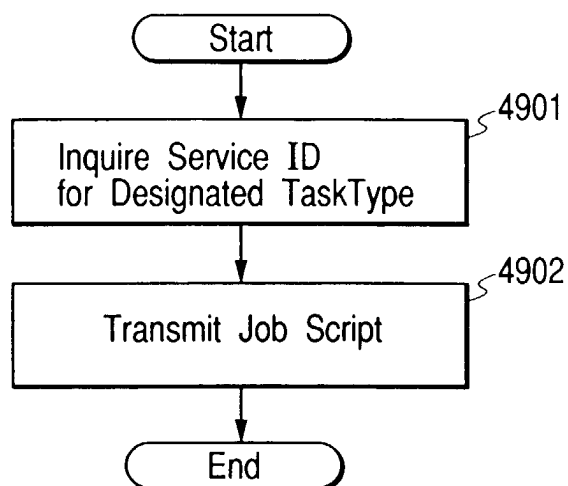 Start
4901
Inquire Service ID
for Designated TaskType
4902
Transmit Job Script
End